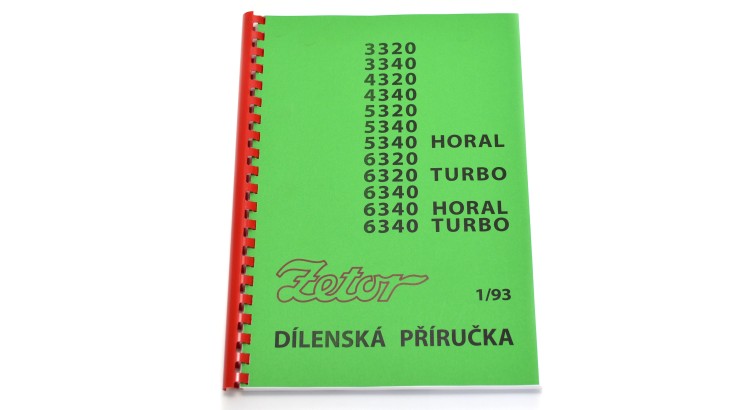 3320
3340
4320
4340
5320
5340
5340 HORAL
6320
6320 TURBO
6340
6340 HORAL
6340 TURBO
Zetor
1/93
DÍLENSKÁ PŘÍRUČKA